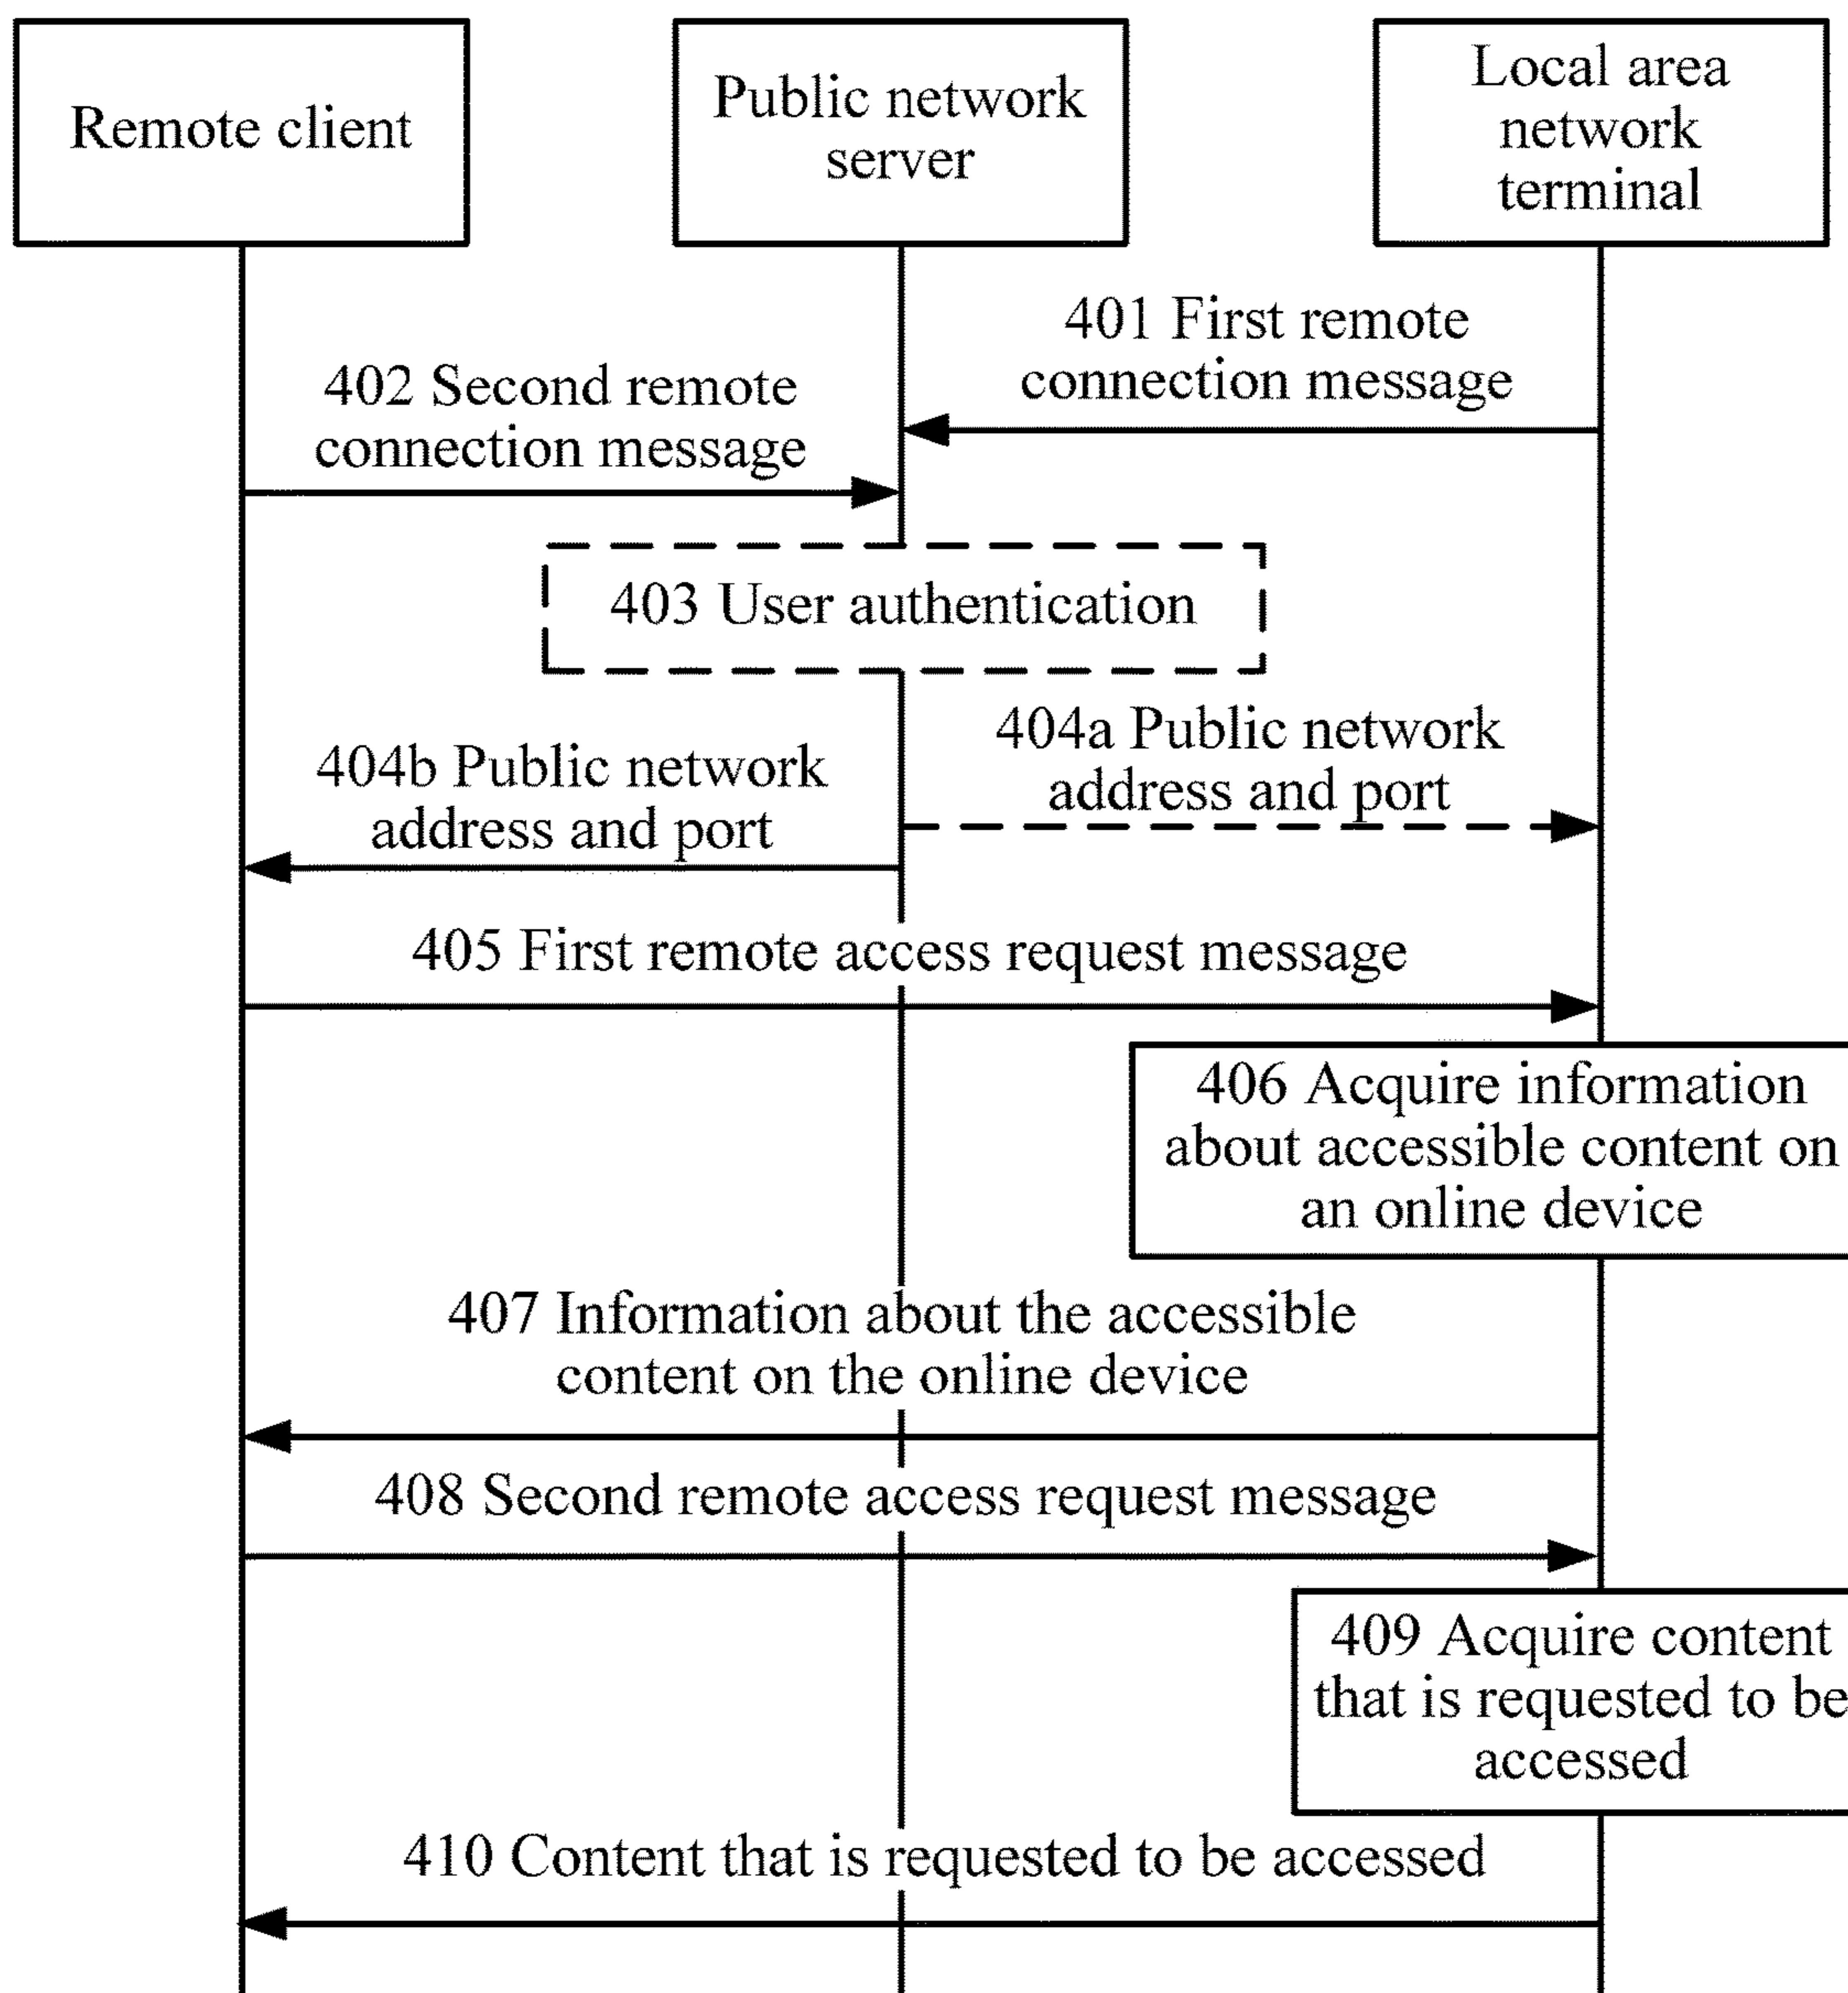 Remote client
Public network
server
Local area
network
terminal
401 First remote
connection message
402 Second remote
connection message
403 User authentication
404a Public network
address and port
404b Public network
address and port
405 First remote access request message
406 Acquire information
about accessible content on
an online device
407 Information about the accessible
content on the online device
408 Second remote access request message
409 Acquire content
that is requested to be
accessed
410 Content that is requested to be accessed